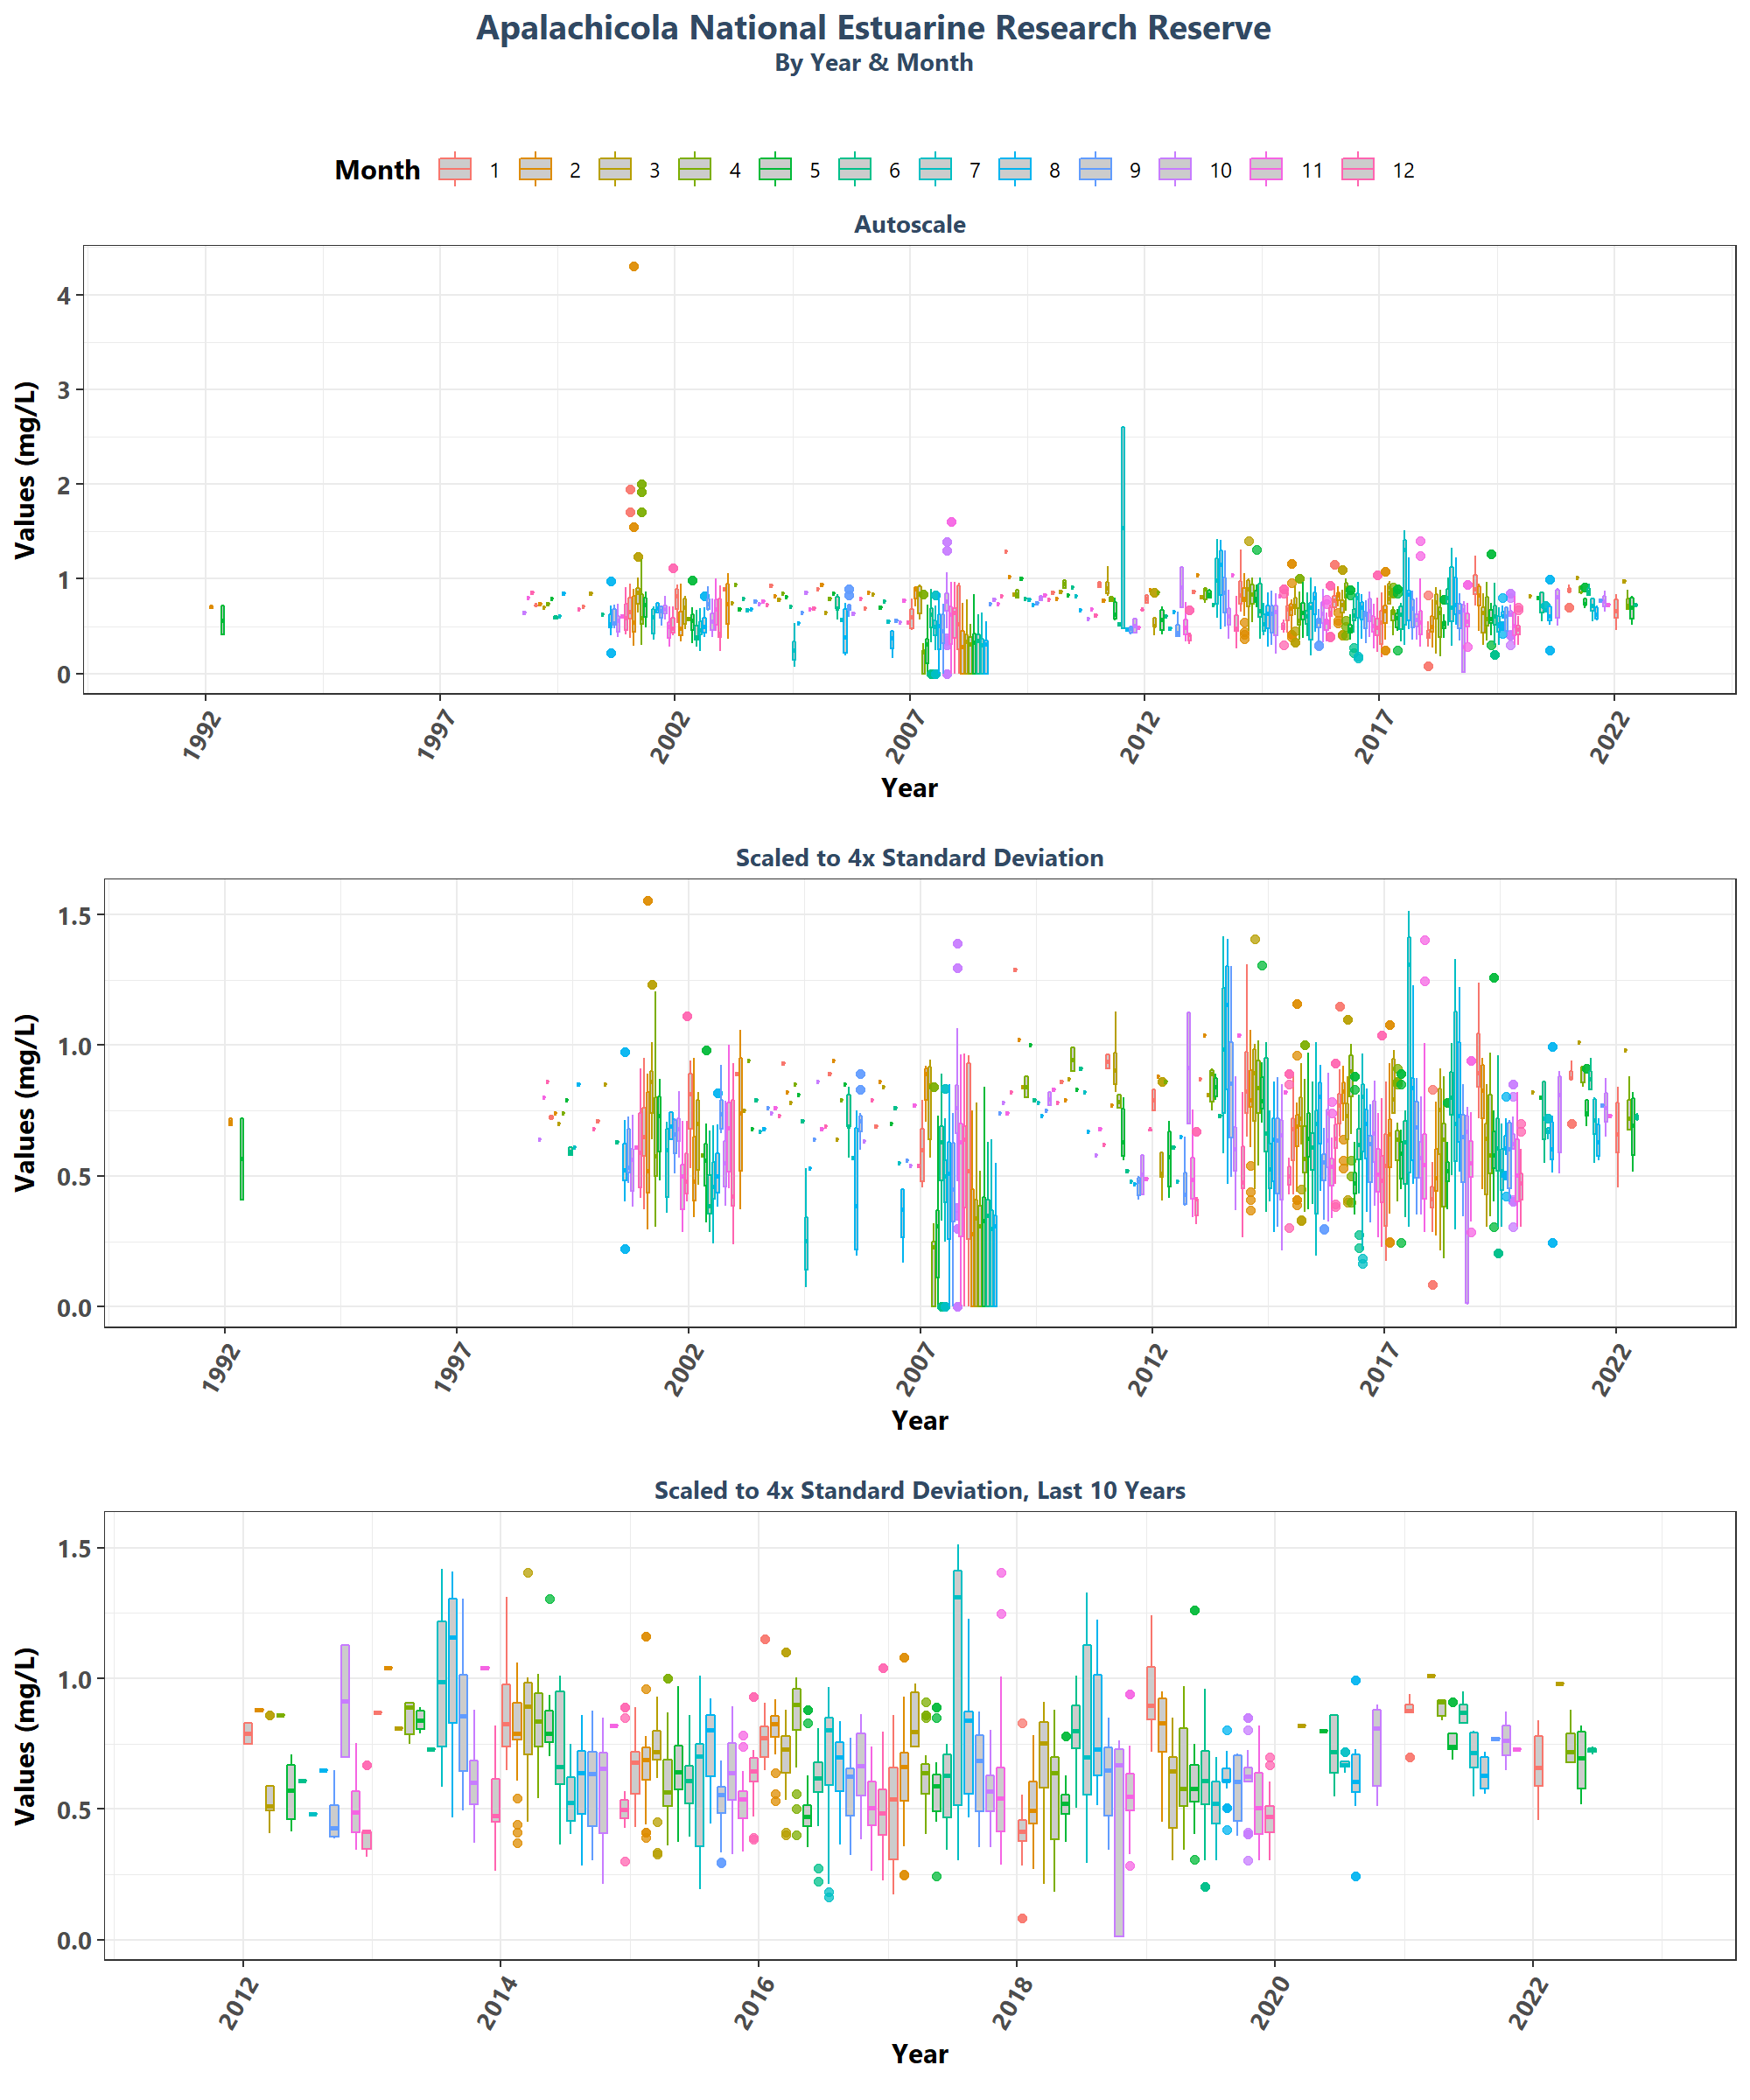 Apalachicola National Estuarine Research Reserve
By Year & Month
Month 1 2 3 4 5 6 7 8 9 10 11 12
Autoscale
Values (mg/L)
4
3
2
1
0
1992 1997 2002 2007 2012 2017 2022
Year
Scaled to 4x Standard Deviation
Values (mg/L)
1.5
1.0
0.5
0.0
1992 1997 2002 2007 2012 2017 2022
Year
Scaled to 4x Standard Deviation, Last 10 Years
Values (mg/L)
1.5
1.0
0.5
0.0
2012 2014 2016 2018 2020 2022
Year